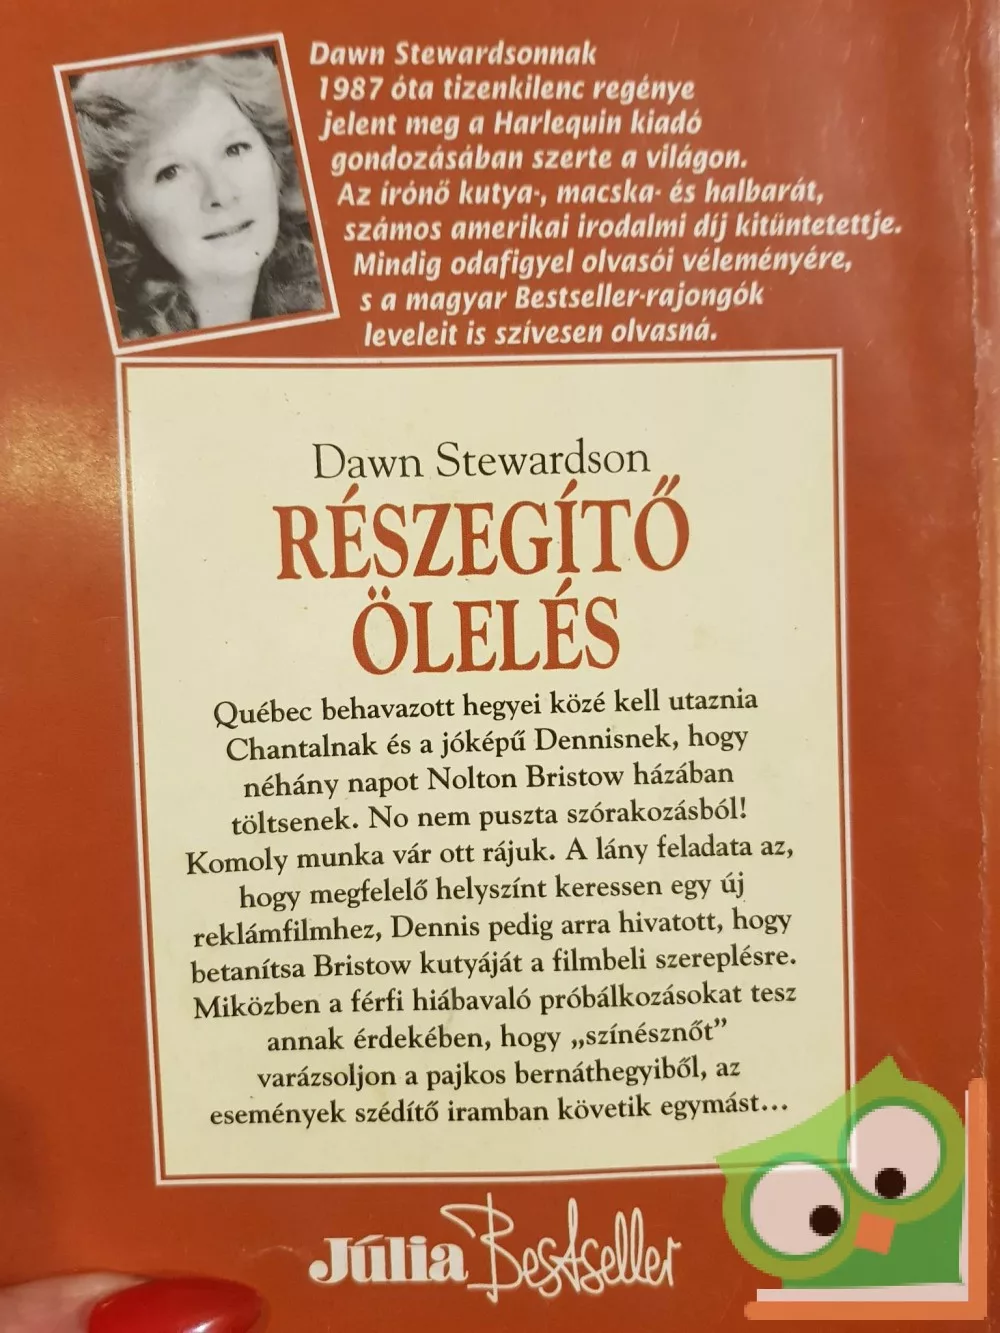 Dawn Stewardsonnak
1987 óta tizenkilenc regénye
jelent meg a Harlequin kiadó
gondozásában szerte a világon.
Az írónő kutya-, macska- és halbarát,
számos amerikai irodalmi díj kitüntetettje.
Mindig odafigyel olvasói véleményére,
s a magyar Bestseller-rajongók
leveleit is szívesen olvasná.
Dawn Stewardson
RÉSZEGÍTŐ
ÖLELÉS
Québec behavazott hegyei közé kell utaznia
Chantalnak és a jóképű Dennisnek, hogy
néhány napot Nolton Bristow házában
töltsenek. No nem puszta szórakozásból!
Komoly munka vár ott rájuk. A lány feladata az,
hogy megfelelő helyszínt keressen egy új
reklámfilmhez, Dennis pedig arra hivatott, hogy
betanítsa Bristow kutyáját a filmbeli szereplésre.
Miközben a férfi hiábavaló próbálkozásokat tesz
annak érdekében, hogy „színésznőt”
varázsoljon a pajkos bernáthegyiből, az
események szédítő iramban követik egymást...
Júlia Bestseller